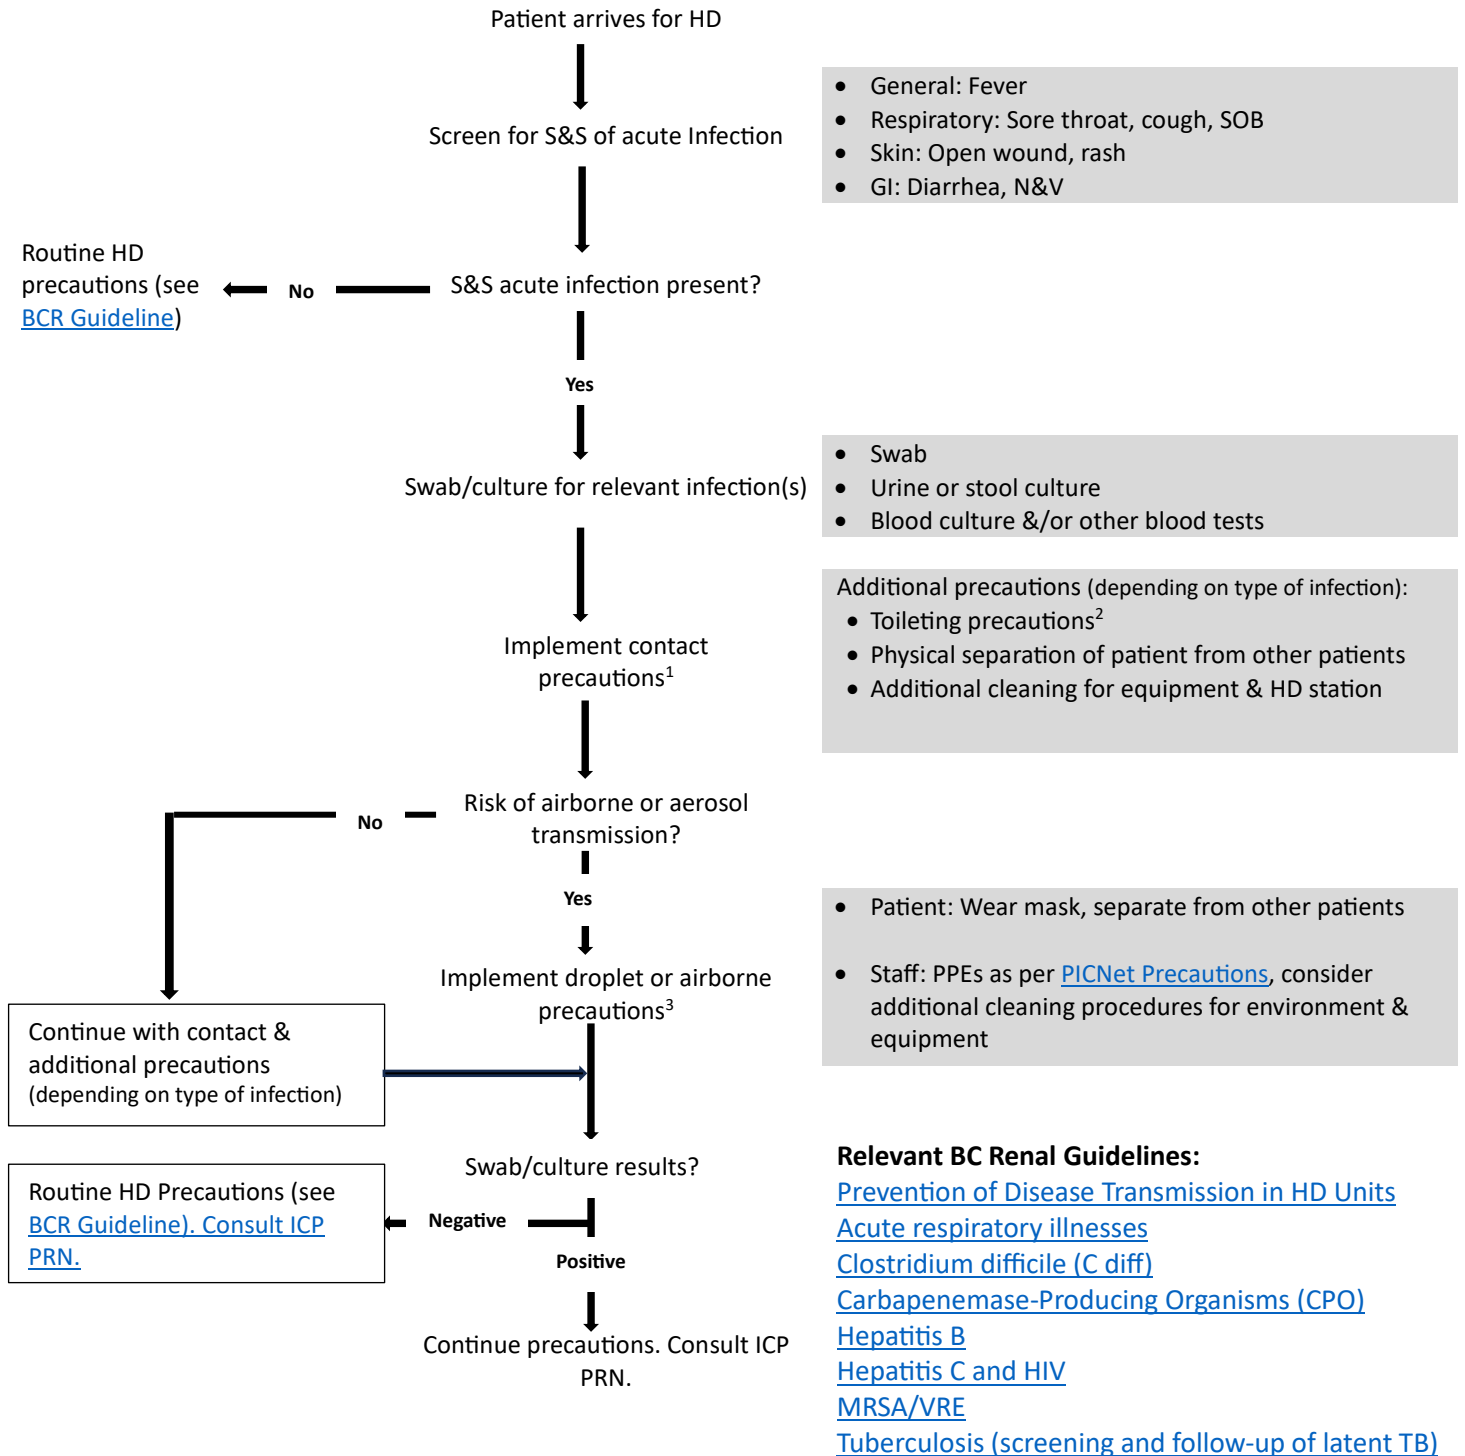 Patient arrives for HD
Screen for S&S of acute Infection
• General: Fever
• Respiratory: Sore throat, cough, SOB
• Skin: Open wound, rash
• GI: Diarrhea, N&V
S&S acute infection present?
No
Routine HD
precautions (see
BCR Guideline)
Yes
Swab/culture for relevant infection(s)
• Swab
• Urine or stool culture
• Blood culture &/or other blood tests
Implement contact
precautions1
Additional precautions (depending on type of infection):
• Toileting precautions2
• Physical separation of patient from other patients
• Additional cleaning for equipment & HD station
Risk of airborne or aerosol
transmission?
No
Yes
Implement droplet or airborne
precautions3
• Patient: Wear mask, separate from other patients
• Staff: PPEs as per PICNet Precautions, consider
additional cleaning procedures for environment &
equipment
Continue with contact &
additional precautions
(depending on type of infection)
Swab/culture results?
Negative
Routine HD Precautions (see
BCR Guideline). Consult ICP
PRN.
Positive
Continue precautions. Consult ICP
PRN.
Relevant BC Renal Guidelines:
Prevention of Disease Transmission in HD Units
Acute respiratory illnesses
Clostridium difficile (C diff)
Carbapenemase-Producing Organisms (CPO)
Hepatitis B
Hepatitis C and HIV
MRSA/VRE
Tuberculosis (screening and follow-up of latent TB)